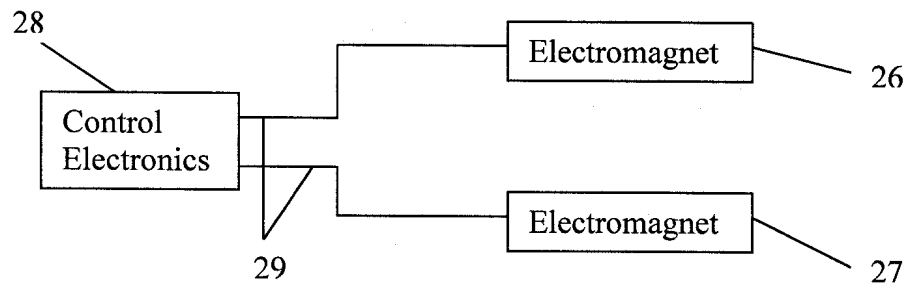 28
Electromagnet
26
Control
Electronics
Electromagnet
29
27